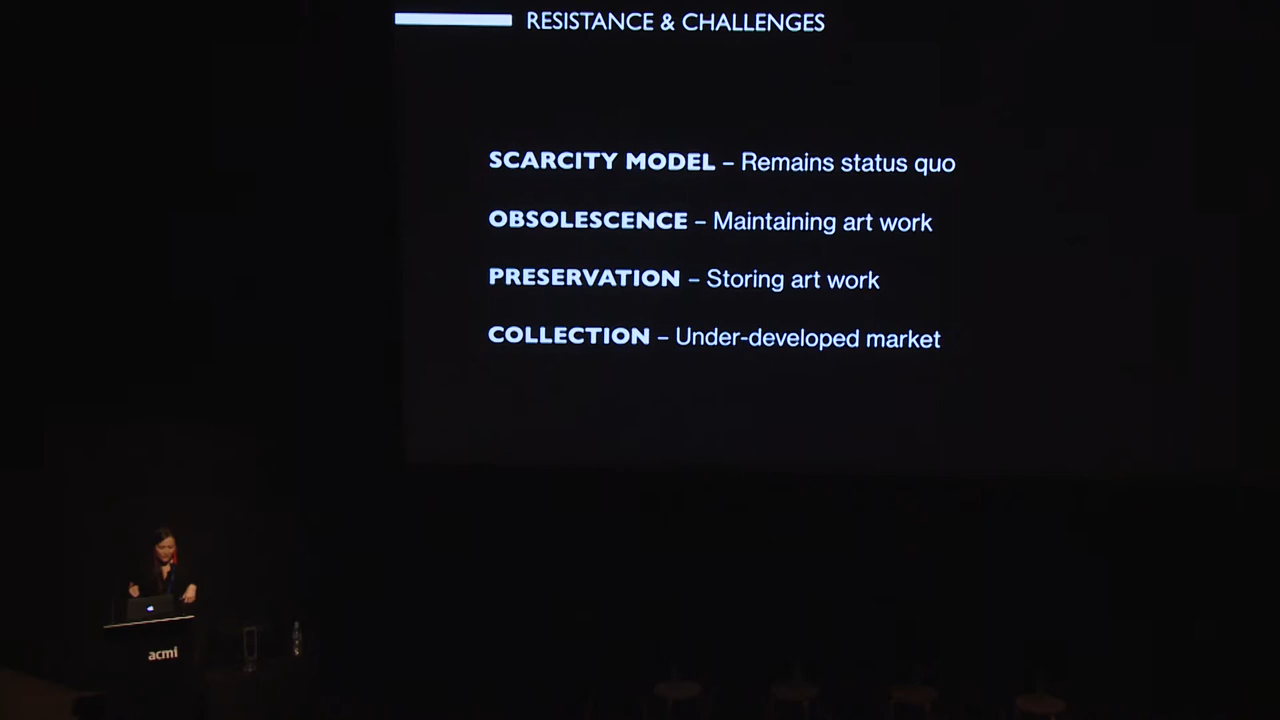 RESISTANCE & CHALLENGES
SCARCITY MODEL – Remains status quo
OBSOLESCENCE – Maintaining art work
PRESERVATION – Storing art work
COLLECTION – Under-developed market
acmi